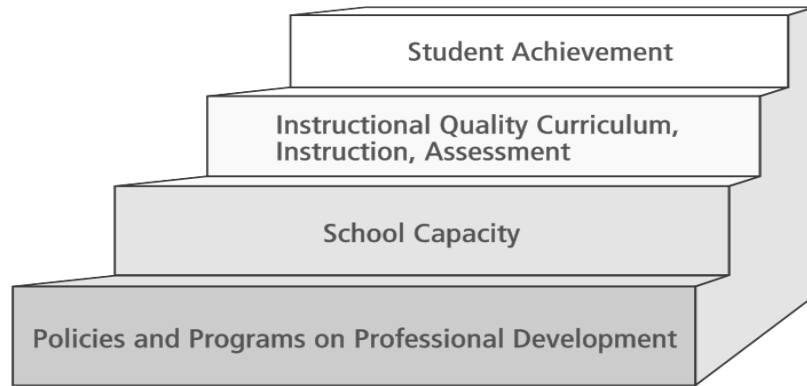 Student Achievement
Instructional Quality Curriculum,
Instruction, Assessment
School Capacity
Policies and Programs on Professional Development